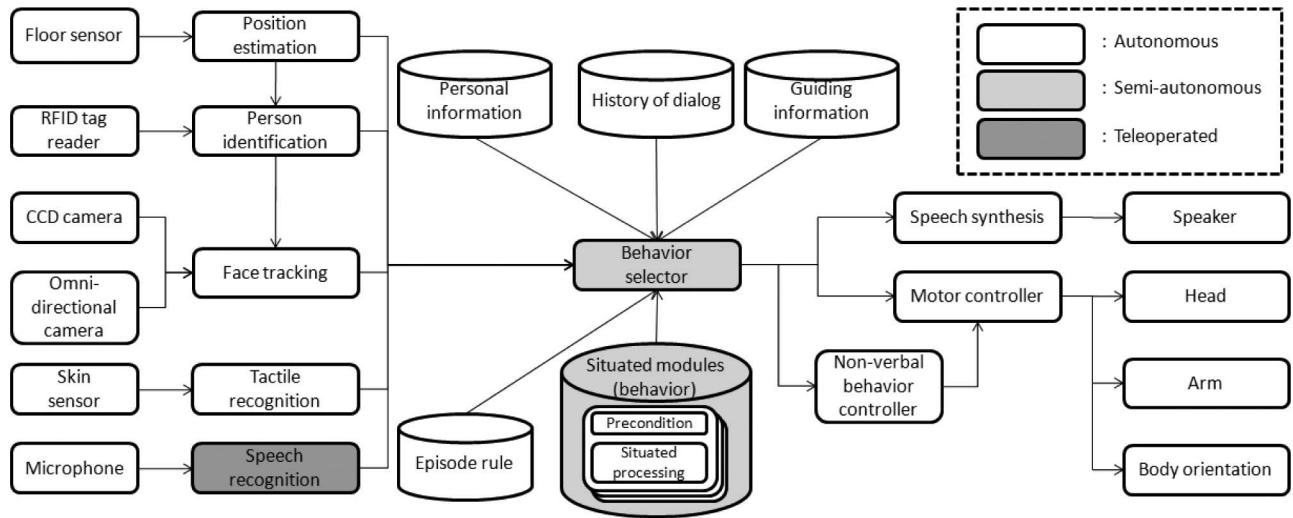 Floor sensor
Position
estimation
RFID tag
reader
Person
identification
CCD camera
Omni-
directional
camera
Face tracking
Skin
sensor
Tactile
recognition
Microphone
Speech
recognition
Personal
information
History of dialog
Guiding
information
Behavior
selector
Episode rule
Situated modules
(behavior)
Precondition
Situated
processing
: Autonomous
: Semi-autonomous
: Teleoperated
Speech synthesis
Speaker
Motor controller
Head
Non-verbal
behavior
controller
Arm
Body orientation